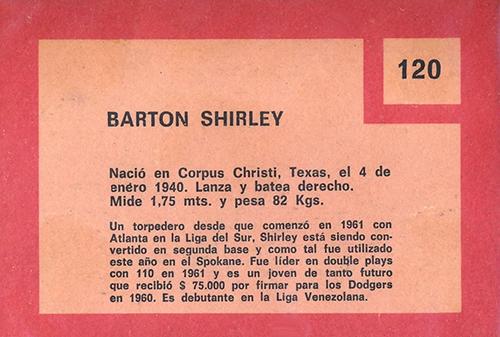 120
BARTON SHIRLEY
Nació en Corpus Christi, Texas, el 4 de
enéro 1940. Lanza y batea derecho.
Mide 1,75 mts. y pesa 82 Kgs.
Un torpedero desde que comenzó en 1961 con
Atlanta en la Liga del Sur, Shirley está siendo con-
vertido en segunda base y como tal fue utilizado
este año en el Spokane. Fue líder en double plays
con 110 en 1961 y es un joven de tanto futuro
que recibió $ 75.000 por firmar para los Dodgers
en 1960. Es debutante en la Liga Venezolana.